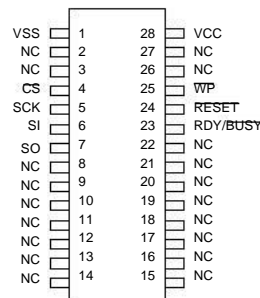 VSS 1 28 VCC
NC 2 27 NC
NC 3 26 NC
CS 4 25 WP
SCK 5 24 RESET
SI 6 23 RDY/BUSY
SO 7 22 NC
NC 8 21 NC
NC 9 20 NC
NC 10 19 NC
NC 11 18 NC
NC 12 17 NC
NC 13 16 NC
NC 14 15 NC